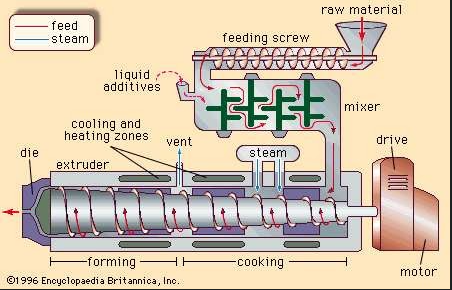 raw material
feed
steam
feeding screw
liquid
additives
mixer
cooling and
heating zones
vent
steam
drive
die
extruder
forming
cooking
motor
©1996 Encyclopaedia Britannica, Inc.